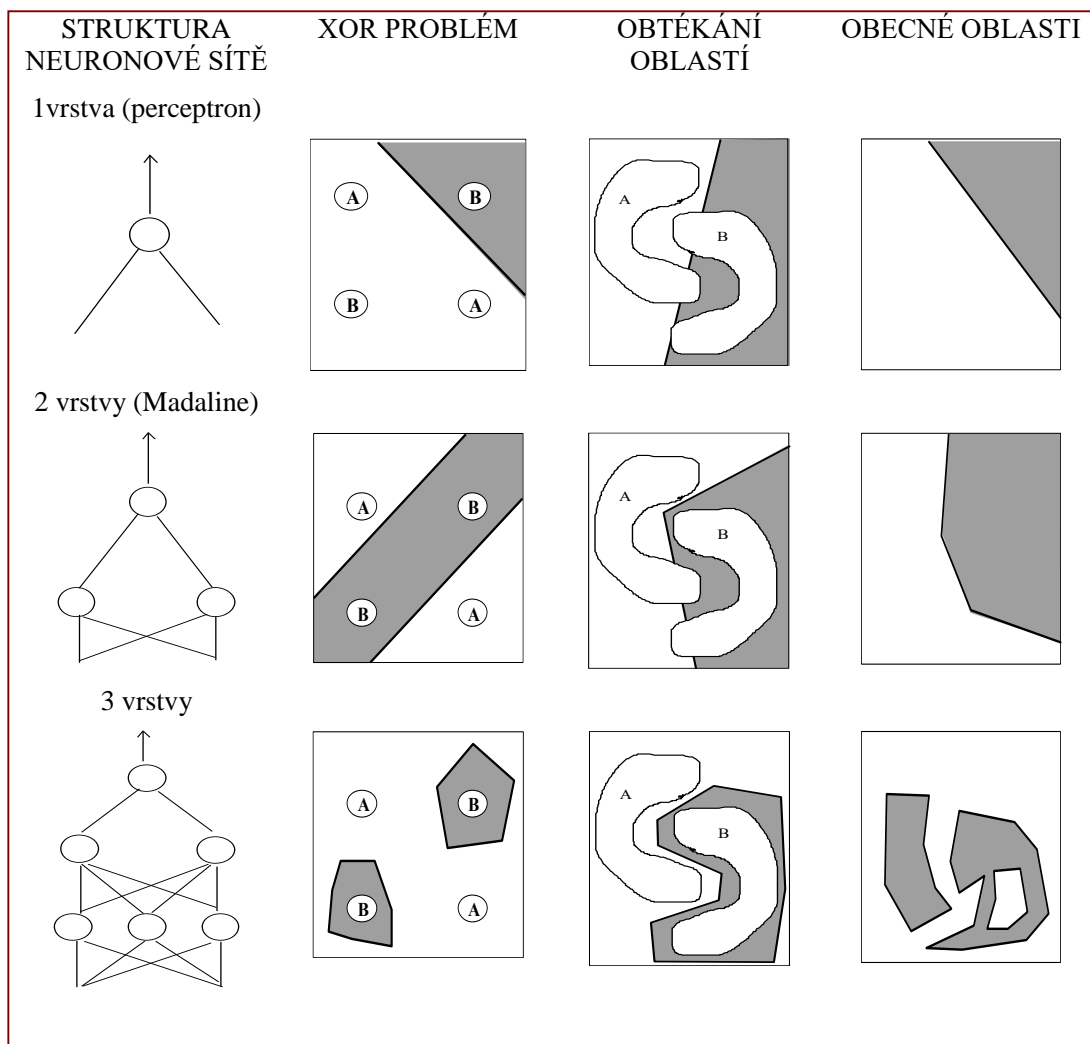 STRUKTURA
NEURONOVÉ SÍTĚ
XOR PROBLÉM
OBTÉKÁNÍ
OBLASTÍ
OBECNÉ OBLASTI
1vrstva (perceptron)
A
B
B
A
A
B
2 vrstvy (Madaline)
A
B
B
A
A
B
3 vrstvy
A
B
B
A
A
B